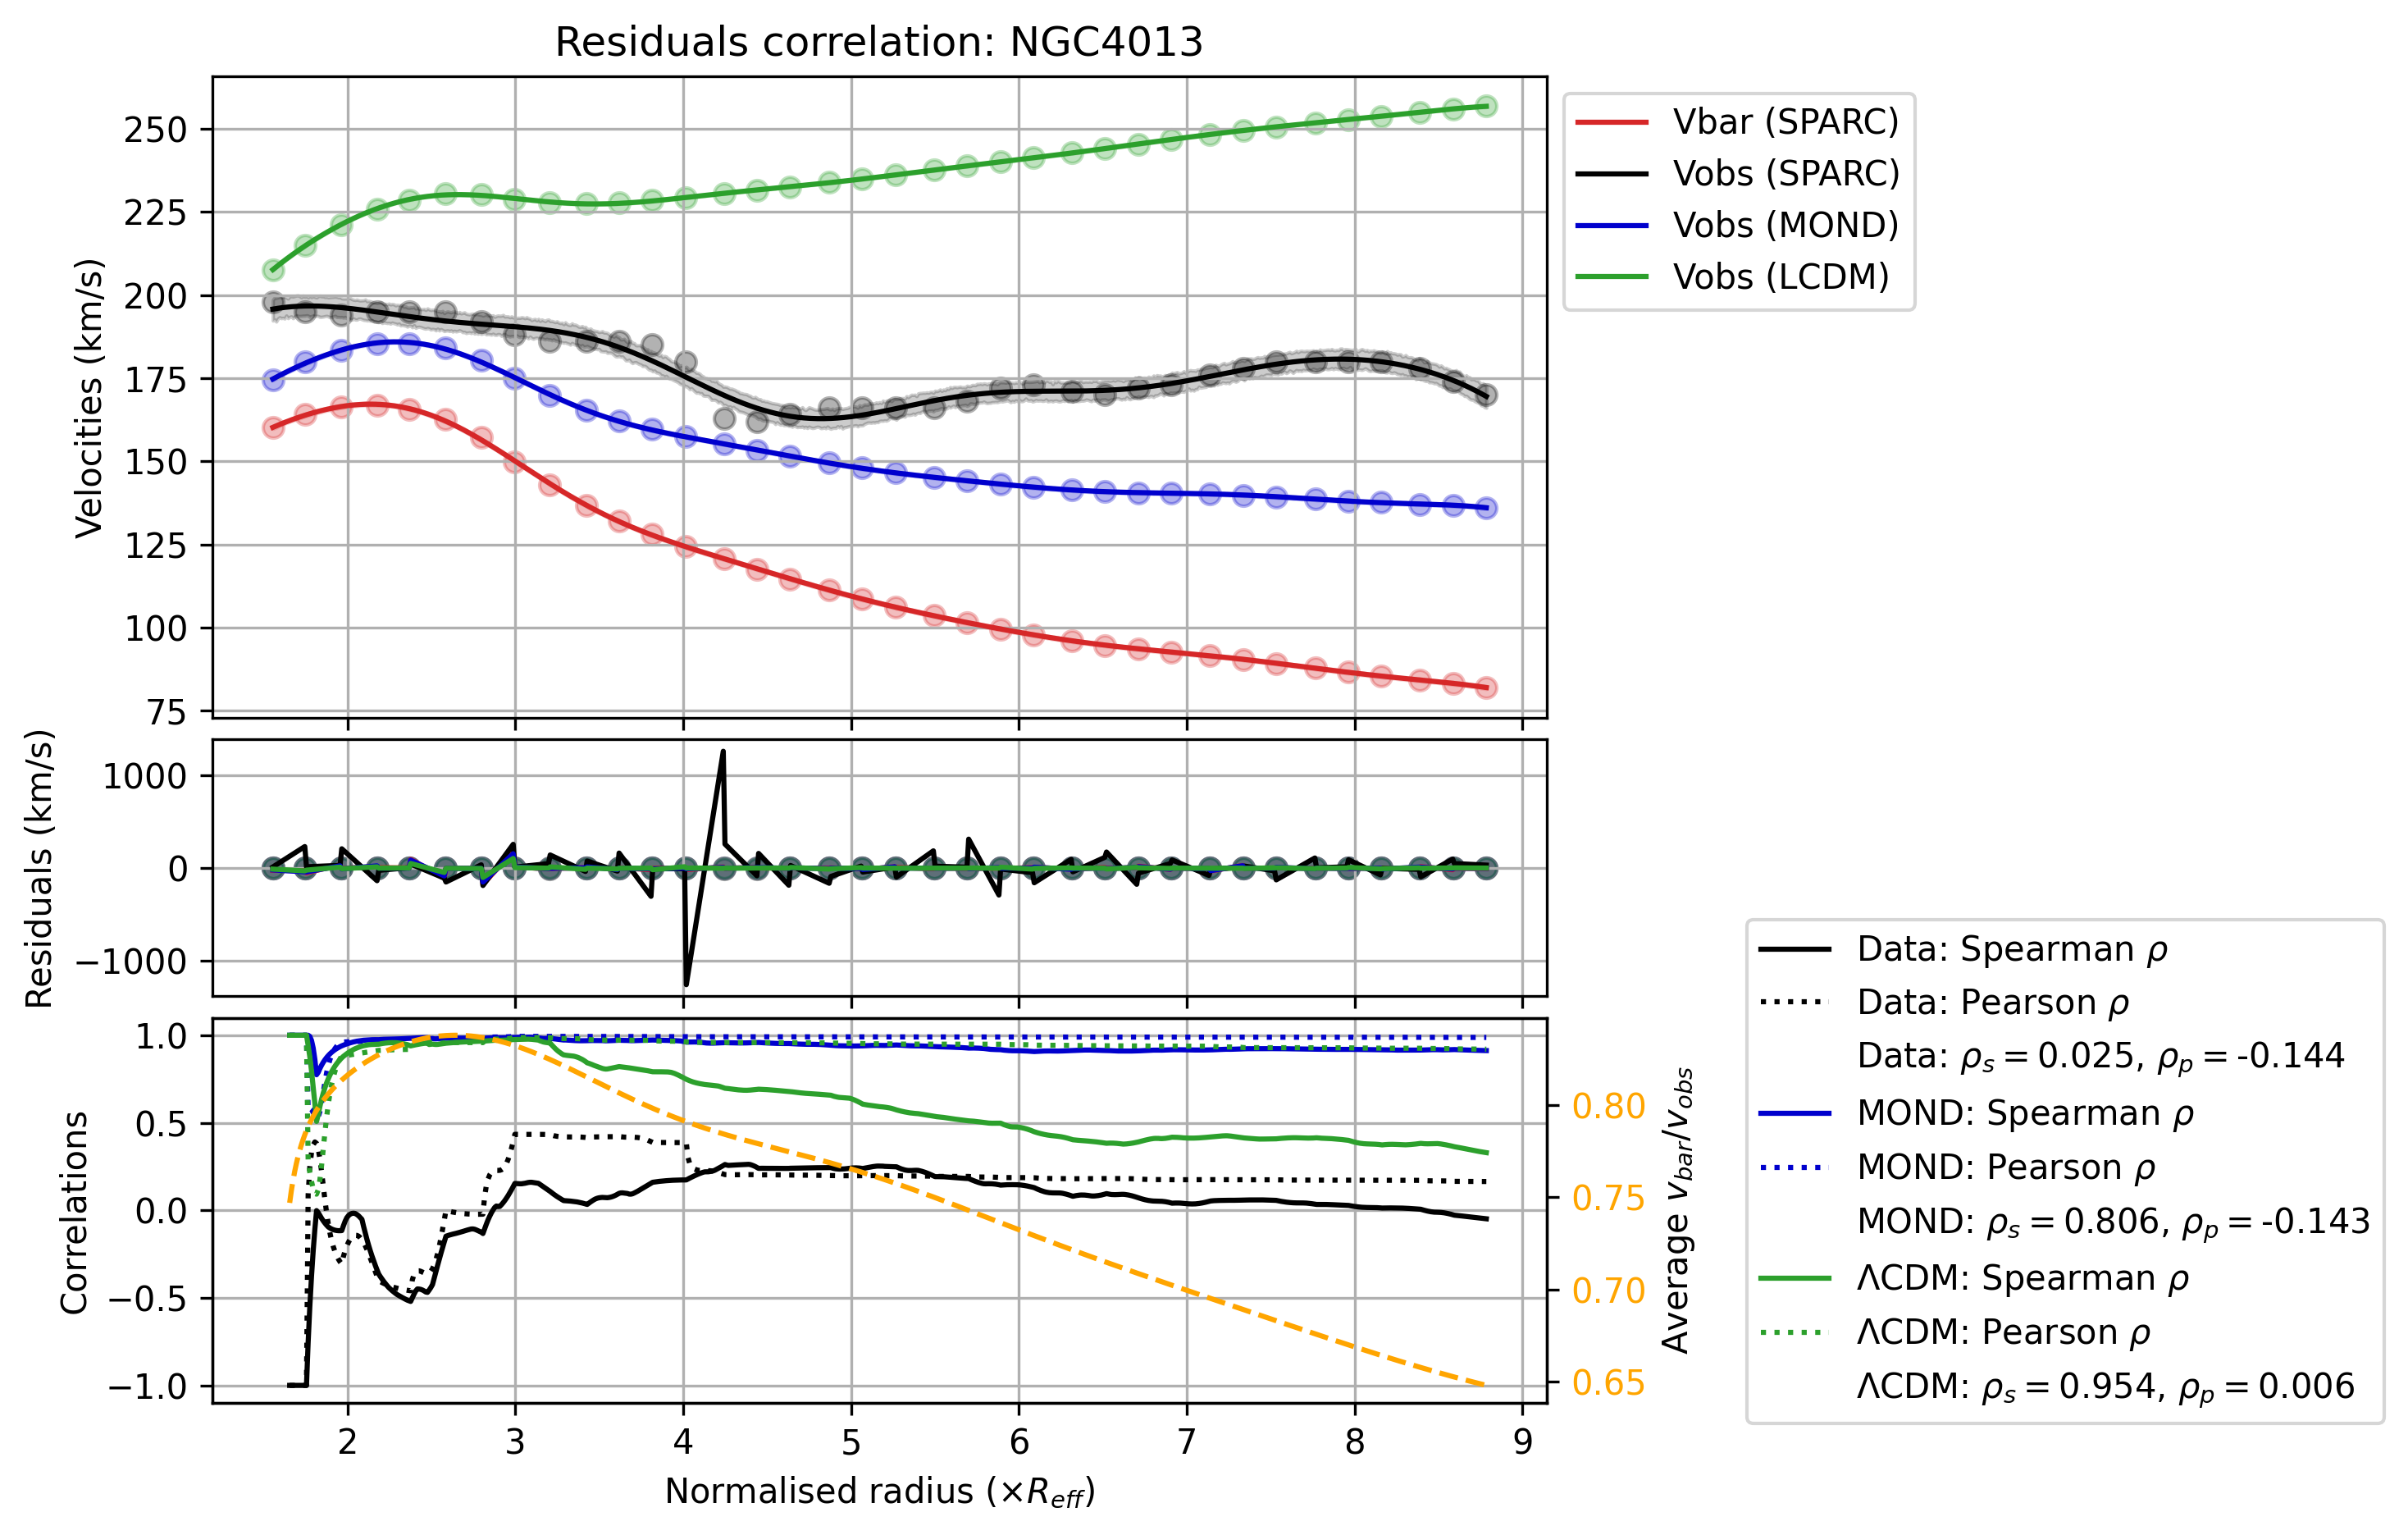 Residuals correlation: NGC4013
Velocities (km/s)
250
225
200
175
150
125
100
75
Vbar (SPARC)
Vobs (SPARC)
Vobs (MOND)
Vobs (LCDM)
Residuals (km/s)
1000
0
−1000
Correlations
1.0
0.5
0.0
−0.5
−1.0
0.80
0.75
0.70
0.65
Average v_bar/v_obs
2 3 4 5 6 7 8 9
Normalised radius (×R_eff)
Data: Spearman ρ
Data: Pearson ρ
Data: ρ_s = 0.025, ρ_p = -0.144
MOND: Spearman ρ
MOND: Pearson ρ
MOND: ρ_s = 0.806, ρ_p = -0.143
ΛCDM: Spearman ρ
ΛCDM: Pearson ρ
ΛCDM: ρ_s = 0.954, ρ_p = 0.006